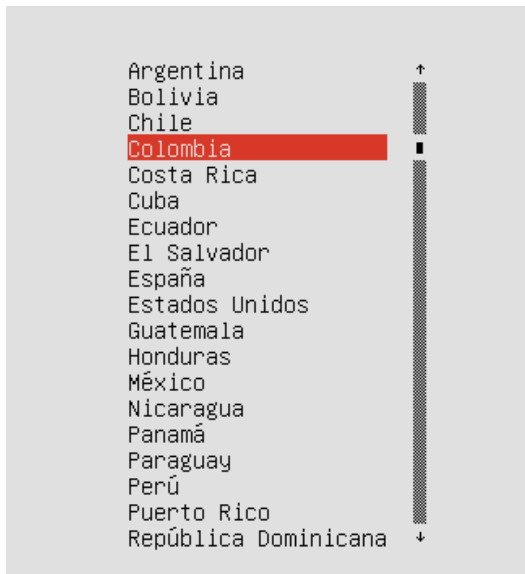 Argentina
Bolivia
Chile
Colombia
Costa Rica
Cuba
Ecuador
El Salvador
España
Estados Unidos
Guatemala
Honduras
México
Nicaragua
Panamá
Paraguay
Perú
Puerto Rico
República Dominicana